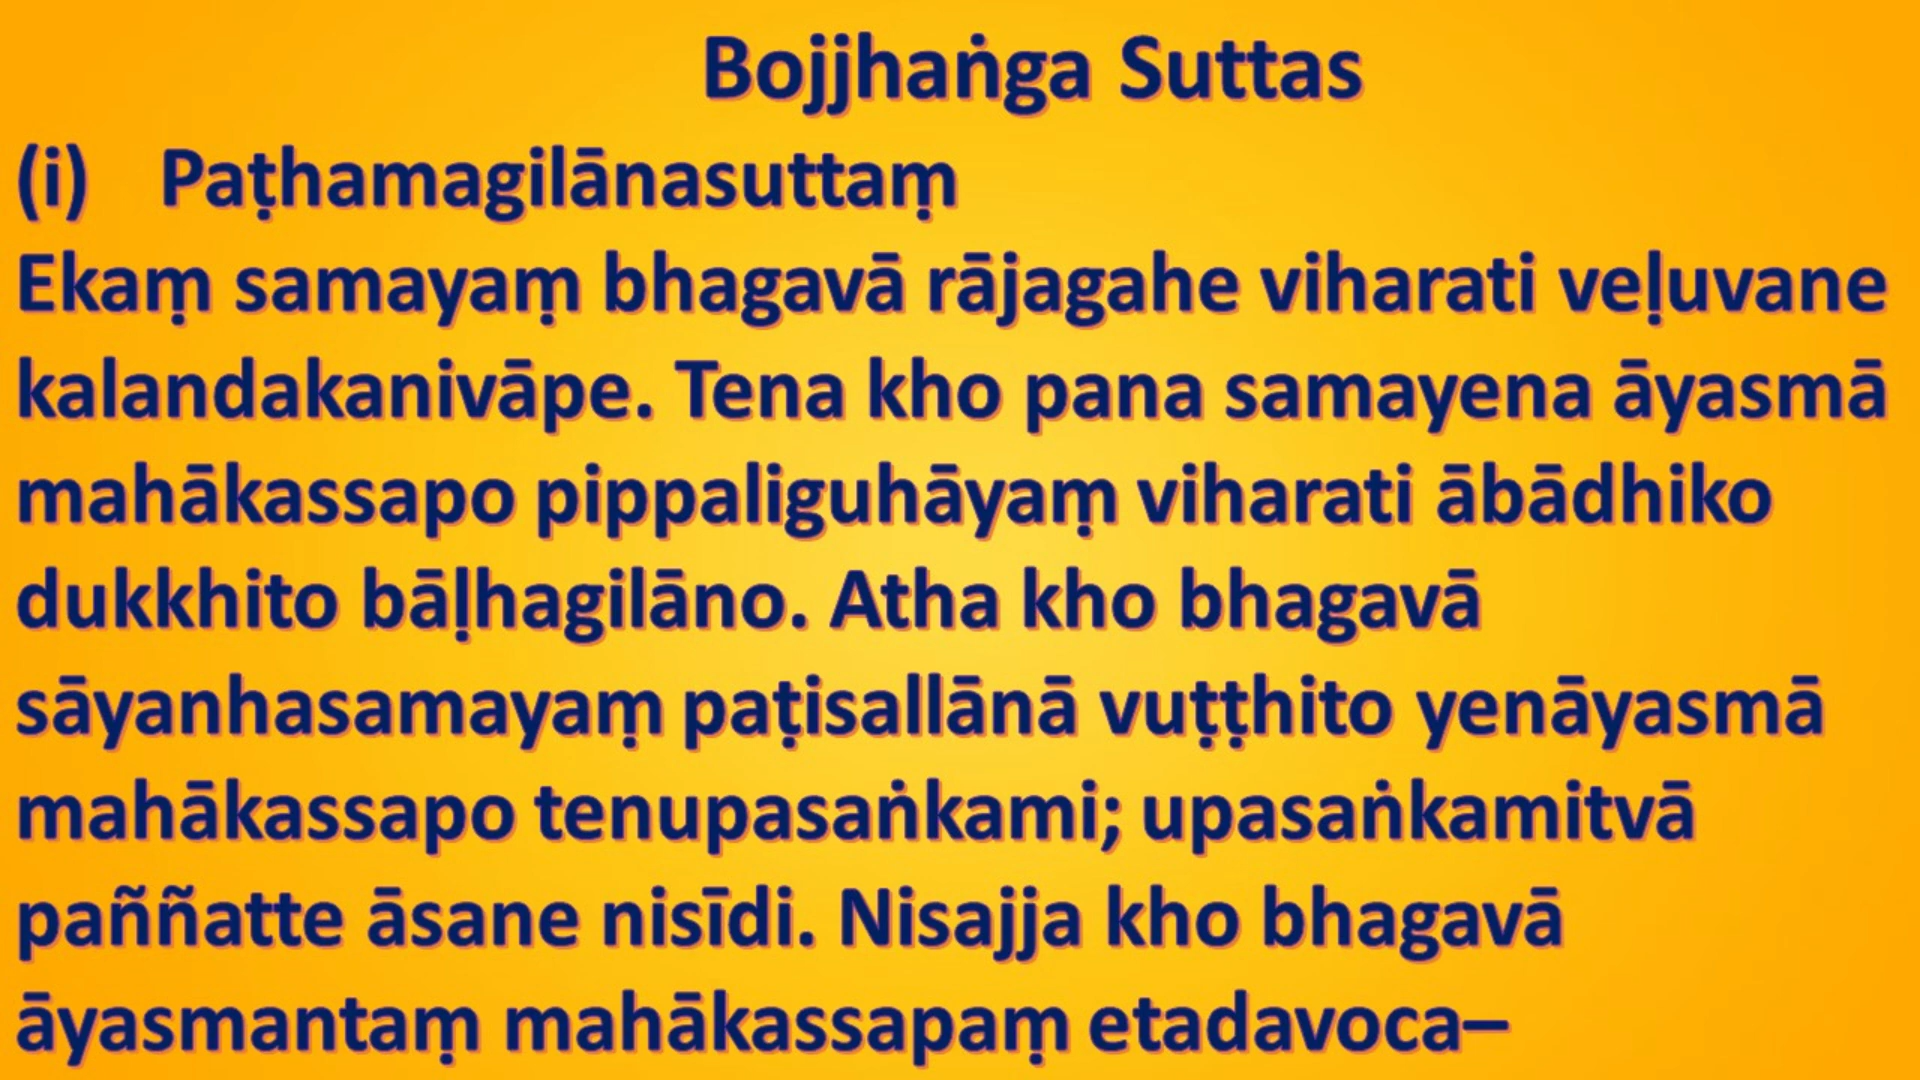 Bojjhaṅga Suttas
(i) Paṭhamagilānasuttaṃ
Ekaṃ samayaṃ bhagavā rājagahe viharati veḷuvane
kalandakanivāpe. Tena kho pana samayena āyasmā
mahākassapo pippaliguhāyaṃ viharati ābādhiko
dukkhito bāḷhagilāno. Atha kho bhagavā
sāyanhasamayaṃ paṭisallānā vuṭṭhito yenāyasmā
mahākassapo tenupasaṅkami; upasaṅkamitvā
paññatte āsane nisīdi. Nisajja kho bhagavā
āyasmantaṃ mahākassapaṃ etadavoca–